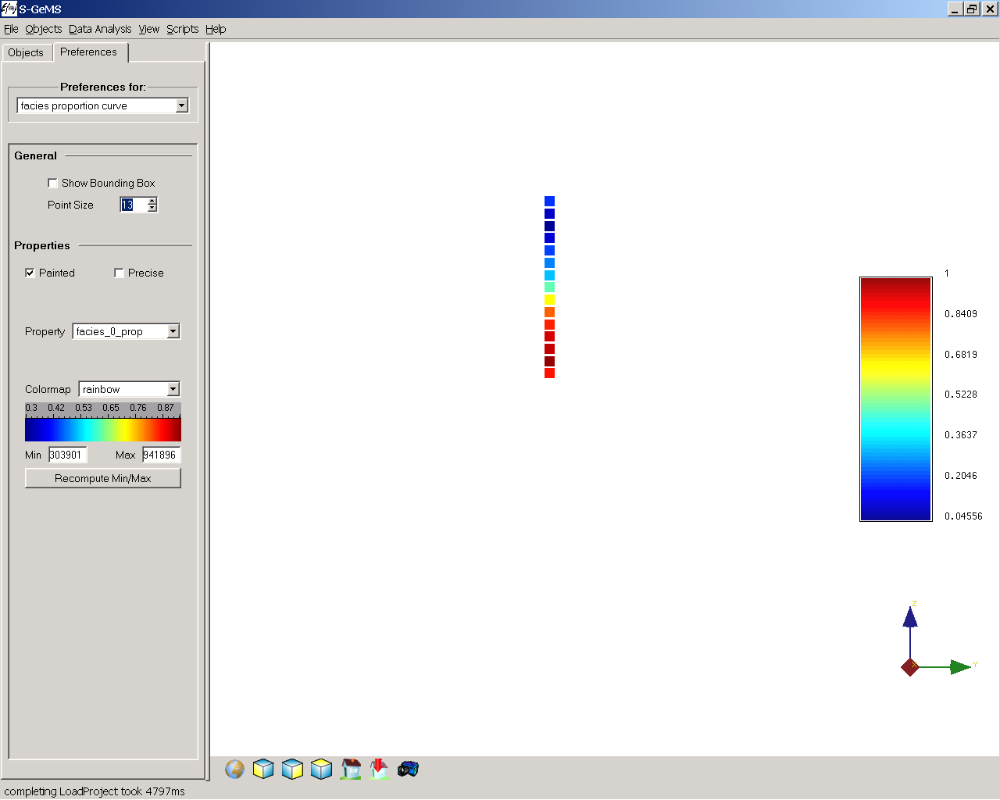 S-GeMS
File Objects Data Analysis View Scripts Help
Objects Preferences
Preferences for:
facies proportion curve
General
Show Bounding Box
Point Size 13
Properties
Painted Precise
Property facies_0_prop
Colormap rainbow
0.3 0.42 0.53 0.65 0.76 0.87
Min 303901 Max 941896
Recompute Min/Max
1
0.8409
0.6819
0.5228
0.3637
0.2046
0.04556
Z
X Y
completing LoadProject took 4797ms